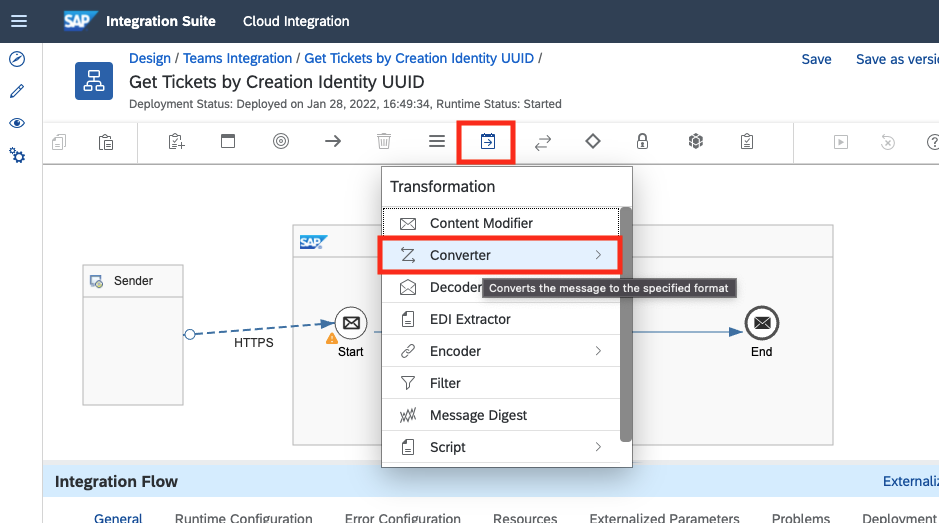 SAP Integration Suite Cloud Integration
Design / Teams Integration / Get Tickets by Creation Identity UUID /
Save Save as versi
Get Tickets by Creation Identity UUID
Deployment Status: Deployed on Jan 28, 2022, 16:49:34, Runtime Status: Started
Transformation
Content Modifier
Converter
Converts the message to the specified format
Decoder
EDI Extractor
Encoder
Filter
Message Digest
Script
SAP
Sender
HTTPS
Start
End
Integration Flow
Externaliz
General Runtime Configuration Error Configuration Resources Externalized Parameters Problems Deployment